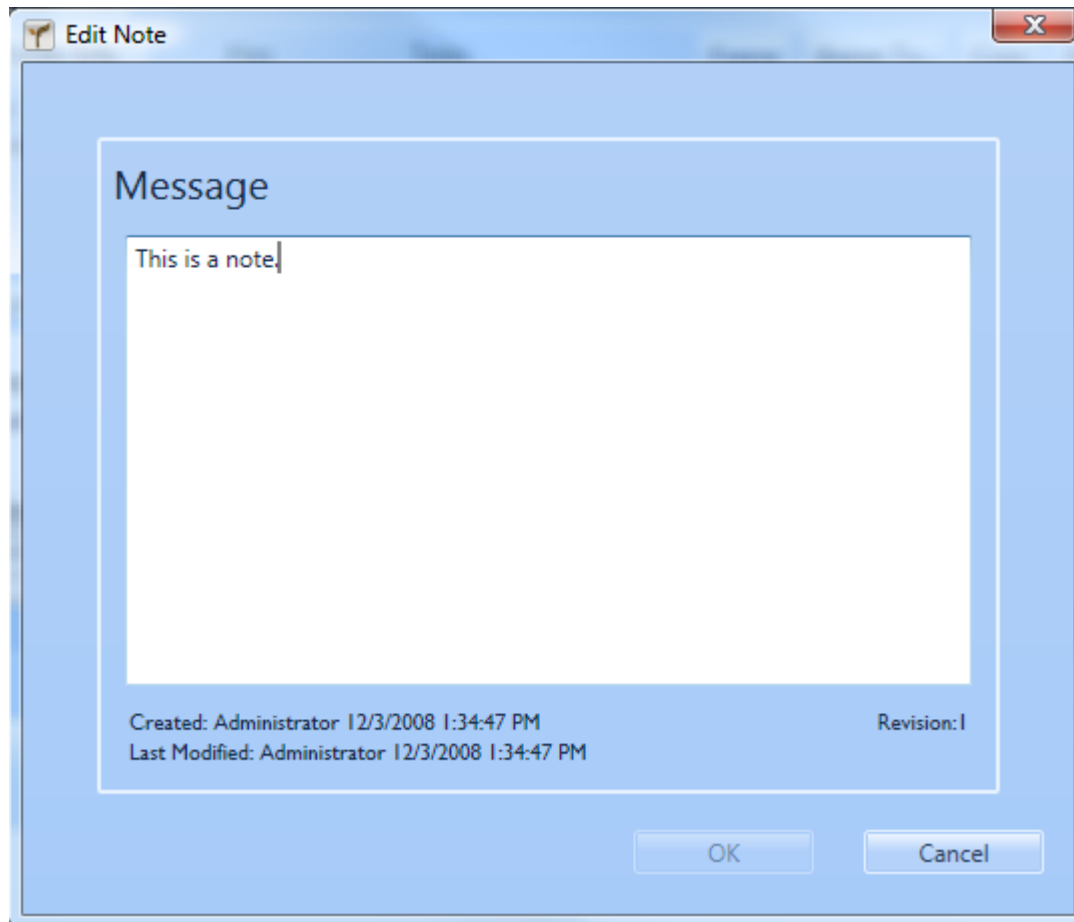 Edit Note
Message
This is a note.
Created: Administrator 12/3/2008 1:34:47 PM
Revision:1
Last Modified: Administrator 12/3/2008 1:34:47 PM
OK
Cancel